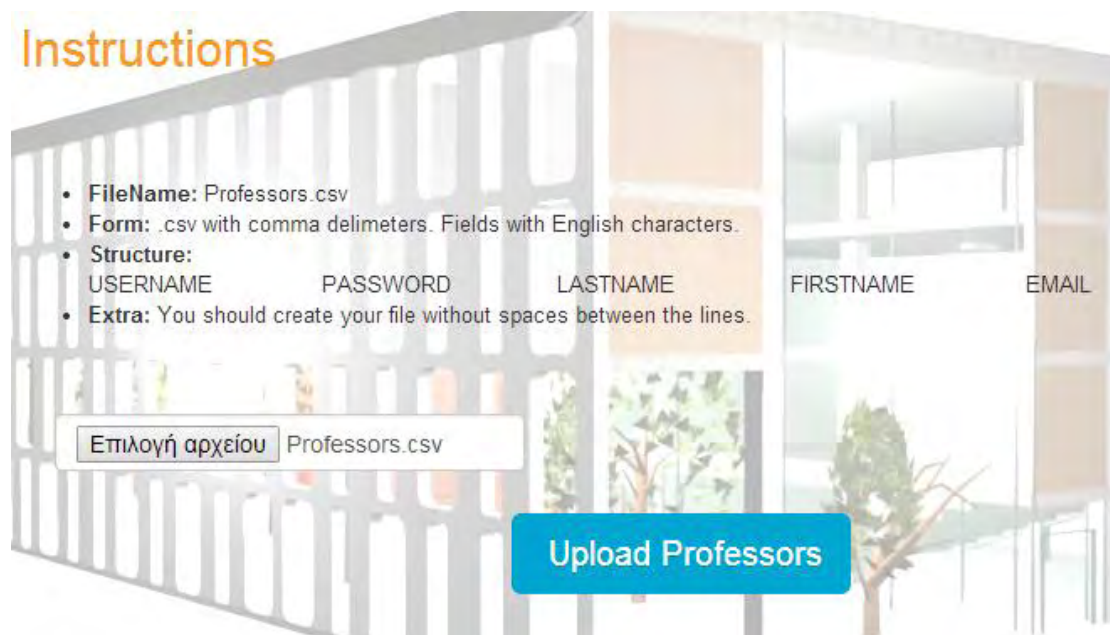 Instructions
• FileName: Professors.csv
• Form: .csv with comma delimeters. Fields with English characters.
• Structure:
USERNAME PASSWORD LASTNAME FIRSTNAME EMAIL
• Extra: You should create your file without spaces between the lines.
Επιλογή αρχείου Professors.csv
Upload Professors